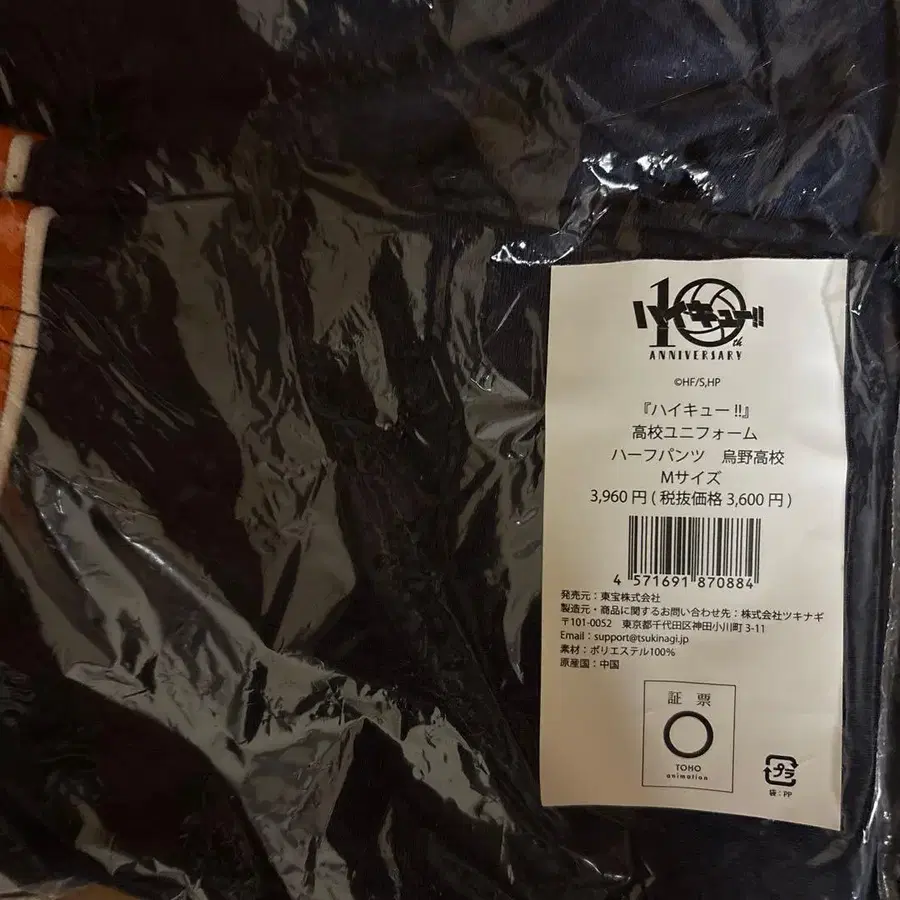 ハイキュー!!
10th
ANNIVERSARY
©HF/S,HP
『ハイキュー!!』
高校ユニフォーム
ハーフパンツ 烏野高校
Mサイズ
3,960円(税抜価格3,600円)
4 571691 870884
発売元：東宝株式会社
製造元・商品に関するお問い合わせ先：株式会社ツキナギ
〒101-0052 東京都千代田区神田小川町3-11
Email：support@tsukinagi.jp
素材：ポリエステル100%
原産国：中国
証票
TOHO
animation
プラ
袋：PP